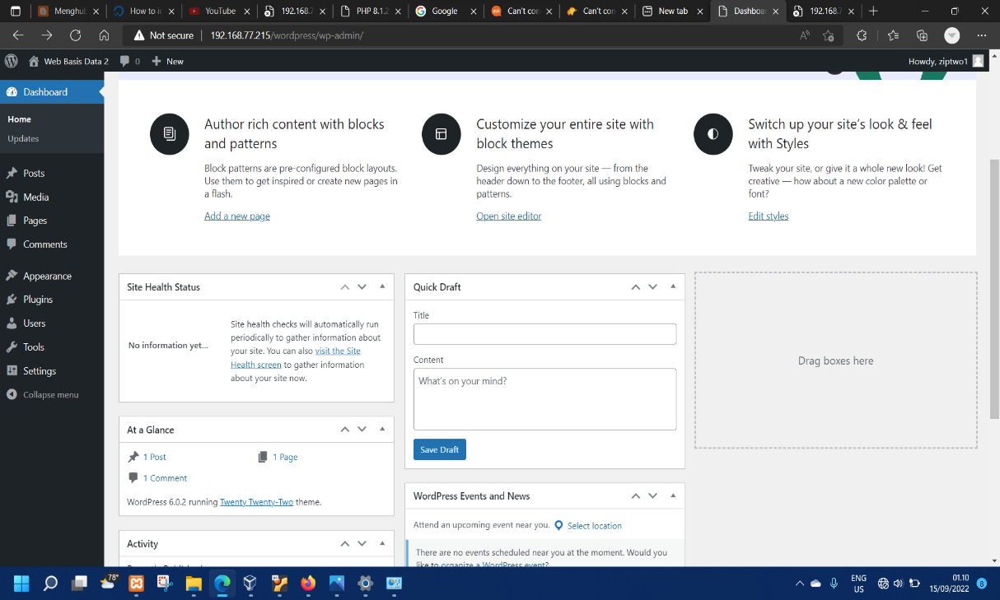 Menghub
How to in
YouTube
192.168.7
PHP 8.1.2
Google
Can't con
Can't con
New tab
Dashboa
192.168.7
Not secure
192.168.77.215/wordpress/wp-admin/
Web Basis Data 2
0
New
Howdy, ziptwo1
Dashboard
Home
Updates
Posts
Media
Pages
Comments
Appearance
Plugins
Users
Tools
Settings
Collapse menu
Author rich content with blocks
and patterns
Block patterns are pre-configured block layouts.
Use them to get inspired or create new pages in
a flash.
Add a new page
Customize your entire site with
block themes
Design everything on your site — from the
header down to the footer, all using blocks and
patterns.
Open site editor
Switch up your site's look & feel
with Styles
Tweak your site, or give it a whole new look! Get
creative — how about a new color palette or
font?
Edit styles
Site Health Status
No information yet...
Site health checks will automatically run
periodically to gather information about
your site. You can also visit the Site
Health screen to gather information
about your site now.
At a Glance
1 Post
1 Page
1 Comment
WordPress 6.0.2 running Twenty Twenty-Two theme.
Activity
Quick Draft
Title
Content
What's on your mind?
Save Draft
WordPress Events and News
Attend an upcoming event near you.
Select location
There are no events scheduled near you at the moment. Would you
like to organize a WordPress event?
Drag boxes here
78°
ENG
US
01.10
15/09/2022